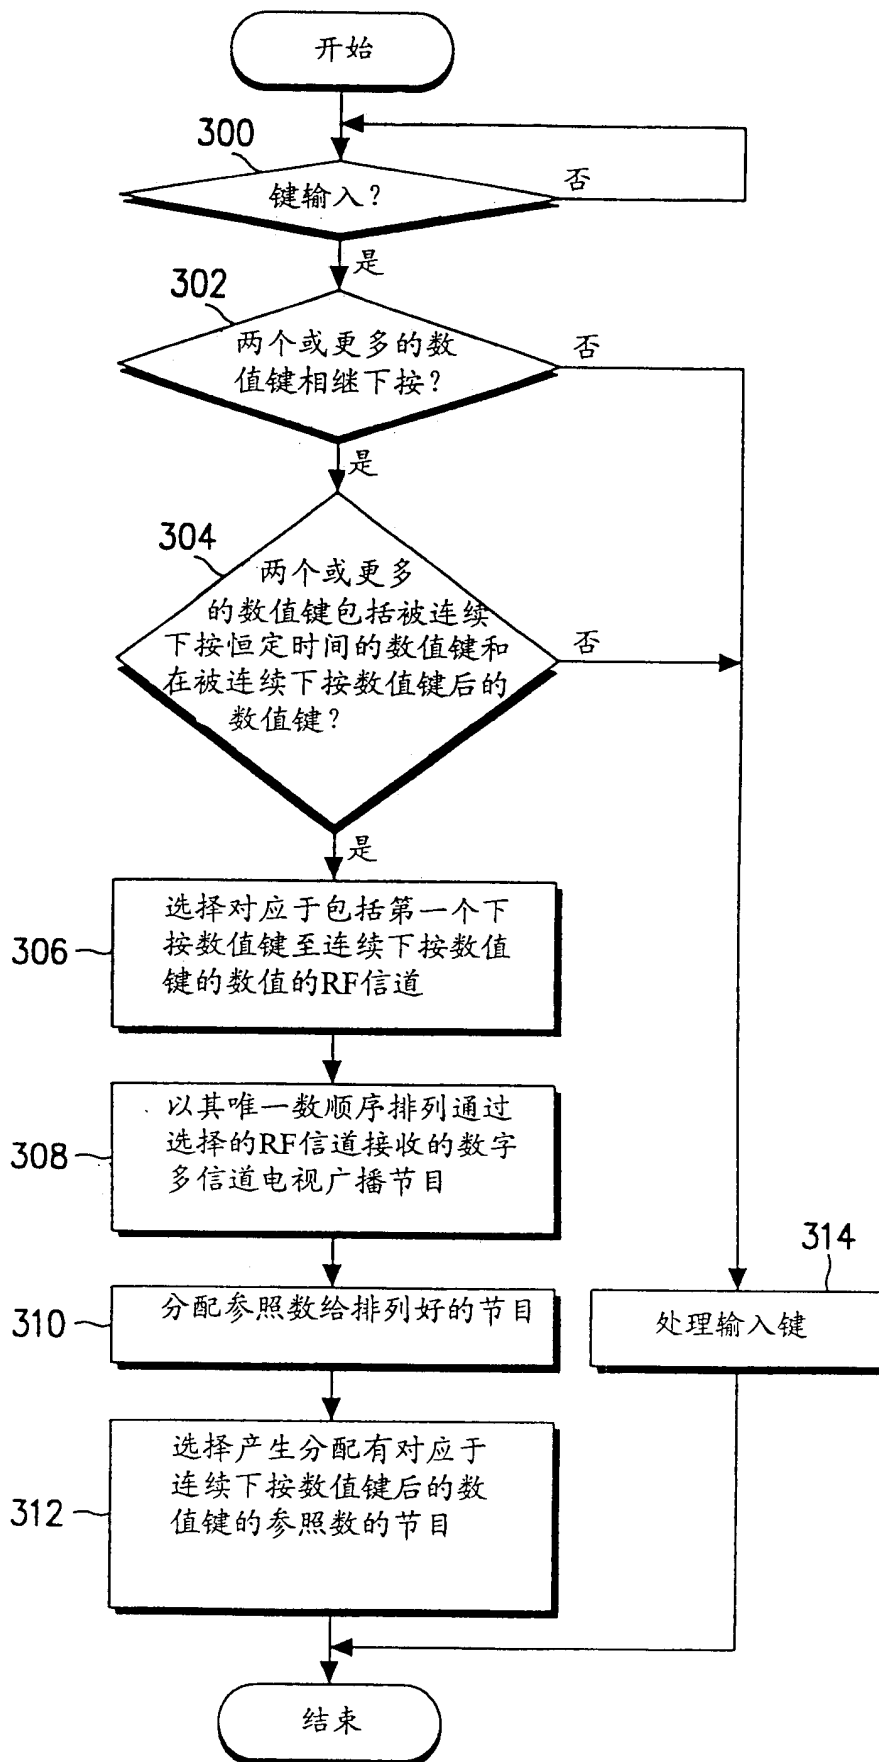 开始
300
键输入?
否
是
302
两个或更多的数
值键相继下按?
否
是
304
两个或更多
的数值键包括被连续
下按恒定时间的数值键和
在被连续下按数值键后的
数值键?
否
是
306
选择对应于包括第一个下
按数值键至连续下按数值
键的数值的RF信道
308
以其唯一数顺序排列通过
选择的RF信道接收的数字
多信道电视广播节目
310
分配参照数给排列好的节目
314
处理输入键
312
选择产生分配有对应于
连续下按数值键后的数
值键的参照数的节目
结束